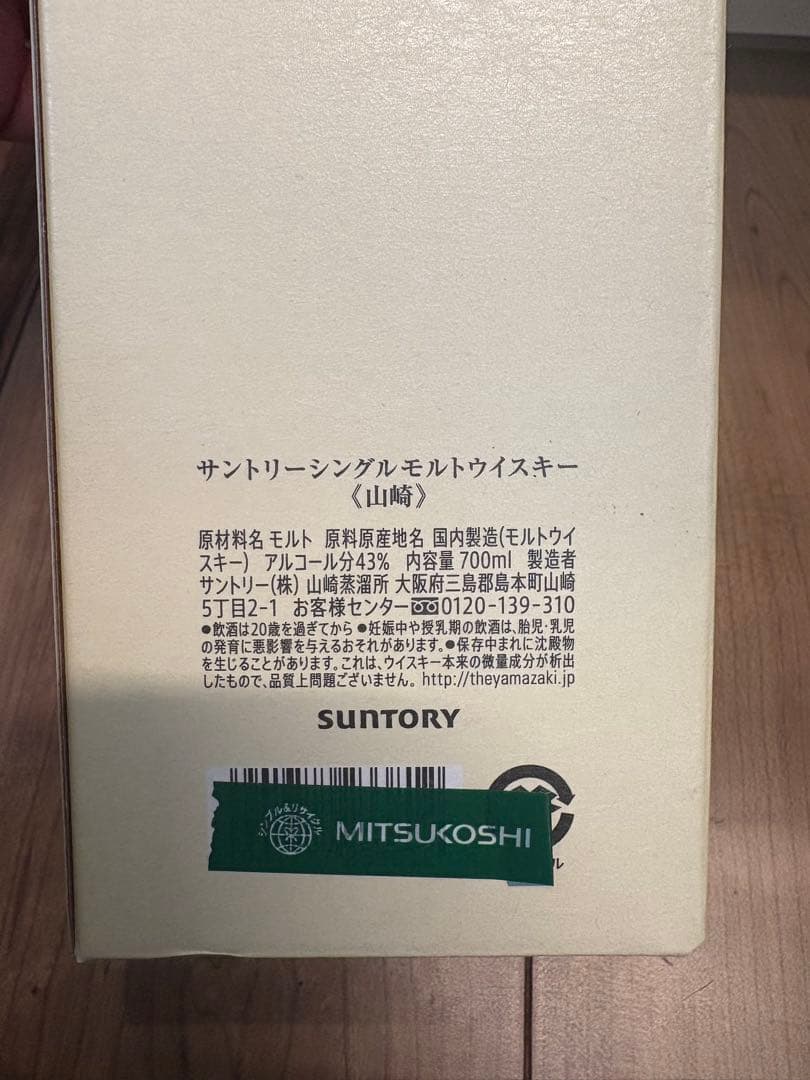 サントリーシングルモルトウイスキー
《山崎》
原材料名 モルト 原料原産地名 国内製造(モルトウイ
スキー) アルコール分43% 内容量 700ml 製造者
サントリー(株) 山崎蒸溜所 大阪府三島郡島本町山崎
5丁目2-1 お客様センター 0120-139-310
●飲酒は20歳を過ぎてから ●妊娠中や授乳期の飲酒は、胎児・乳児
の発育に悪影響を与えるおそれがあります。●保存中まれに沈殿物
を生じることがあります。これは、ウイスキー本来の微量成分が析出
したもので、品質上問題ございません。 http://theyamazaki.jp
SUNTORY
シンプル&リサイクル
MITSUKOSHI
ル